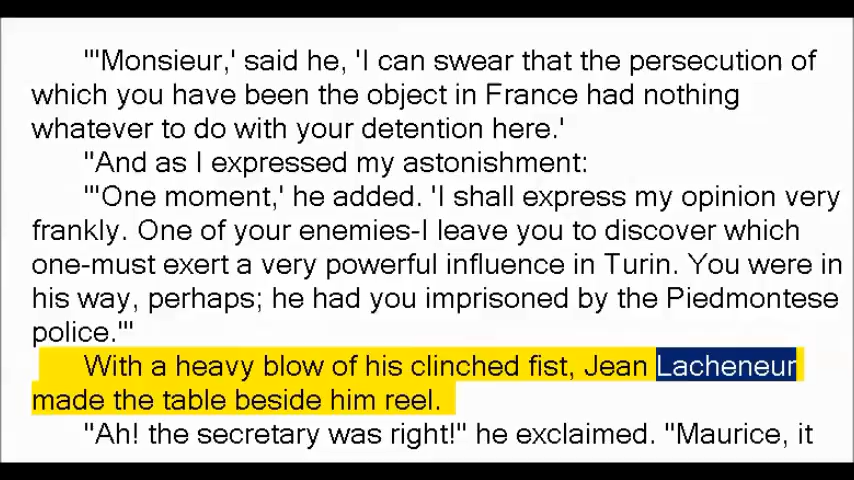 "'Monsieur,' said he, 'I can swear that the persecution of
which you have been the object in France had nothing
whatever to do with your detention here.'
"And as I expressed my astonishment:
"'One moment,' he added. 'I shall express my opinion very
frankly. One of your enemies-I leave you to discover which
one-must exert a very powerful influence in Turin. You were in
his way, perhaps; he had you imprisoned by the Piedmontese
police.'"
With a heavy blow of his clinched fist, Jean Lacheneur
made the table beside him reel.
"Ah! the secretary was right!" he exclaimed. "Maurice, it